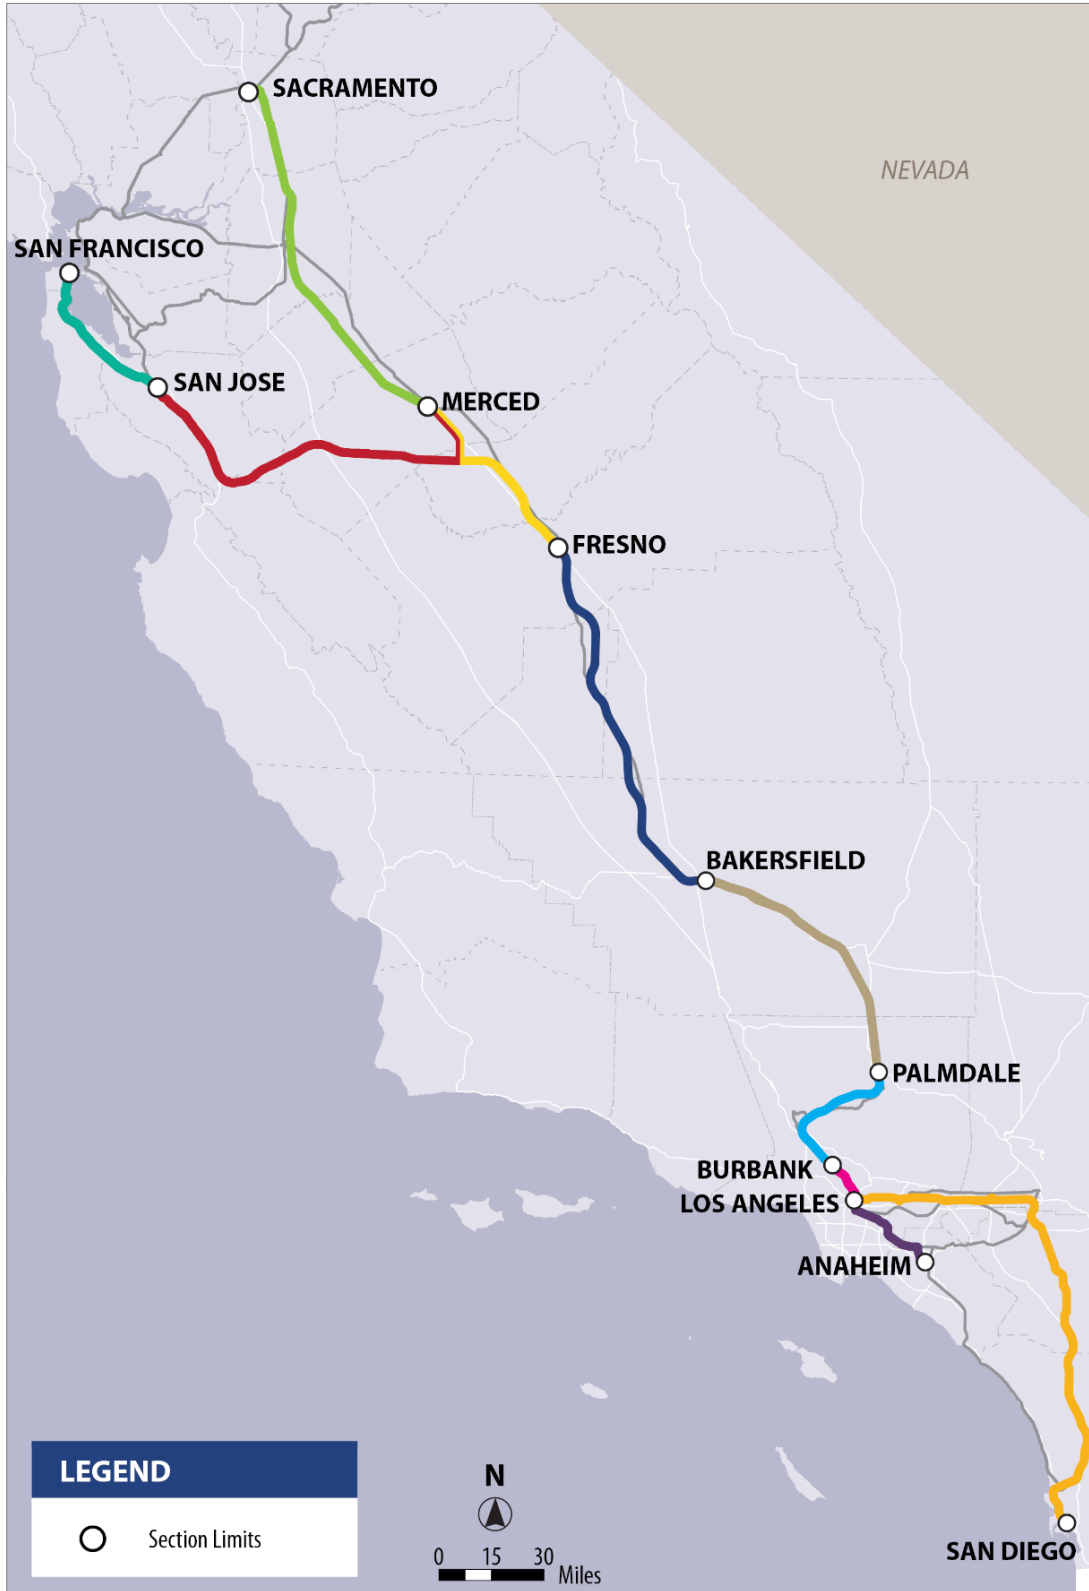 SACRAMENTO
NEVADA
SAN FRANCISCO
SAN JOSE
MERCED
FRESNO
BAKERSFIELD
PALMDALE
BURBANK
LOS ANGELES
ANAHEIM
SAN DIEGO
LEGEND
Section Limits
N
0 15 30
Miles